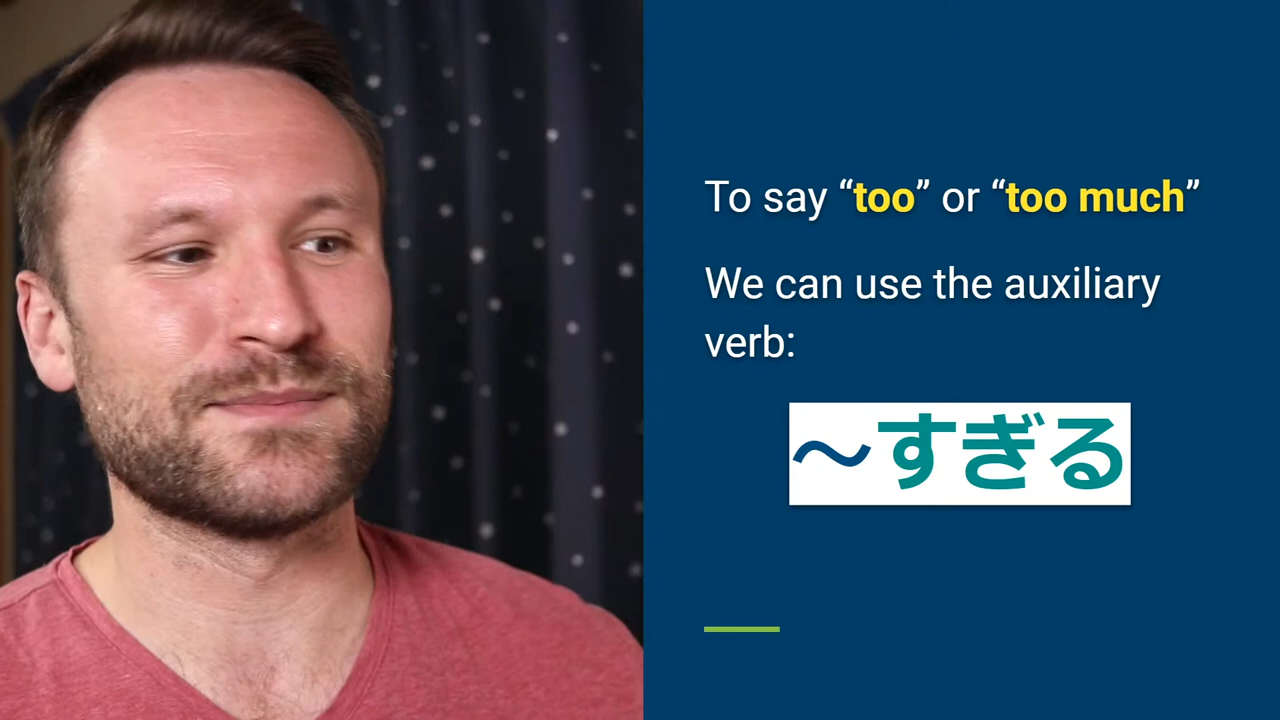 To say “too” or “too much”
We can use the auxiliary
verb:
～すぎる